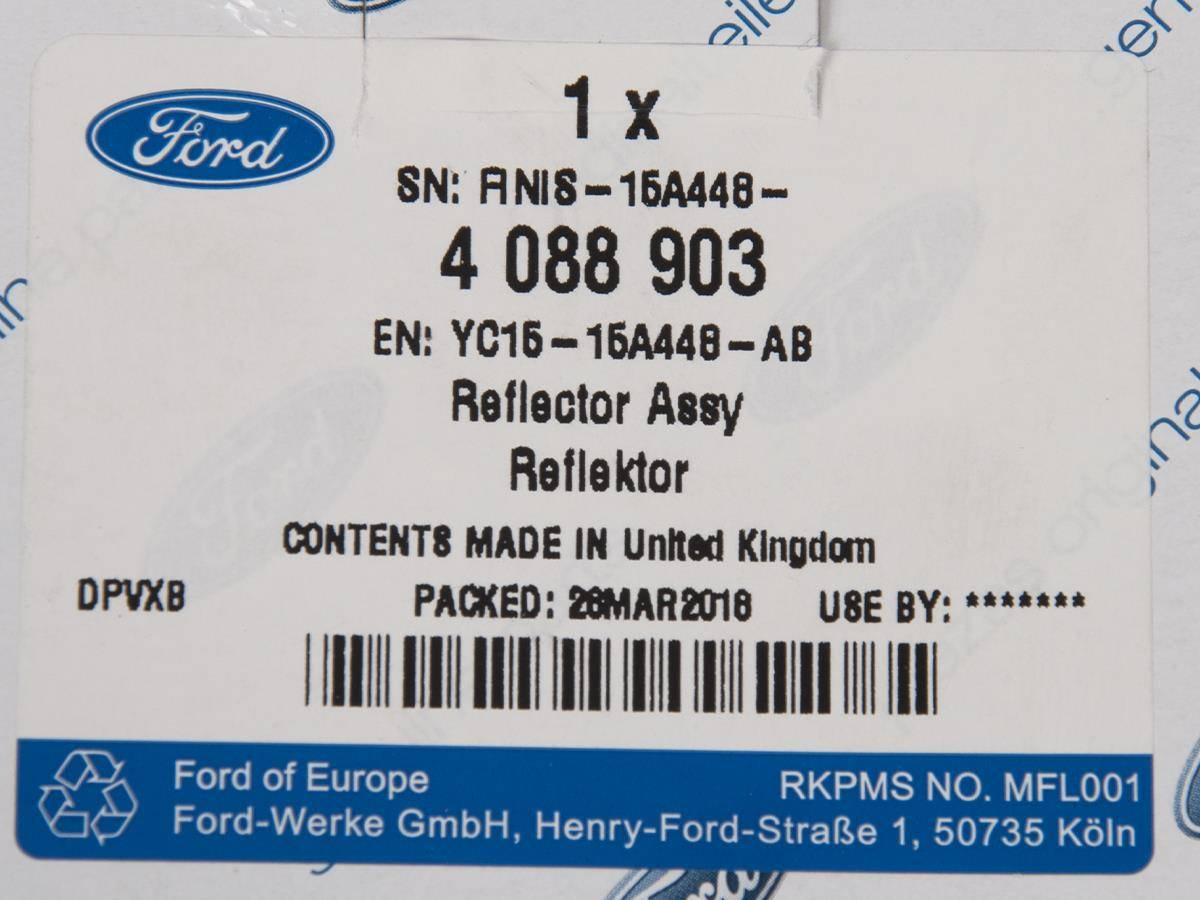 Ford
1 x
SN: FINIS - 15A448 -
4 088 903
EN: YC15 - 15A448 - AB
Reflector Assy
Reflektor
CONTENTS MADE IN United Kingdom
DPVXB PACKED: USE BY: *******
Ford of Europe RKPMS NO. MFL001
Ford-Werke GmbH, Henry-Ford-Straße 1, 50735 Köln